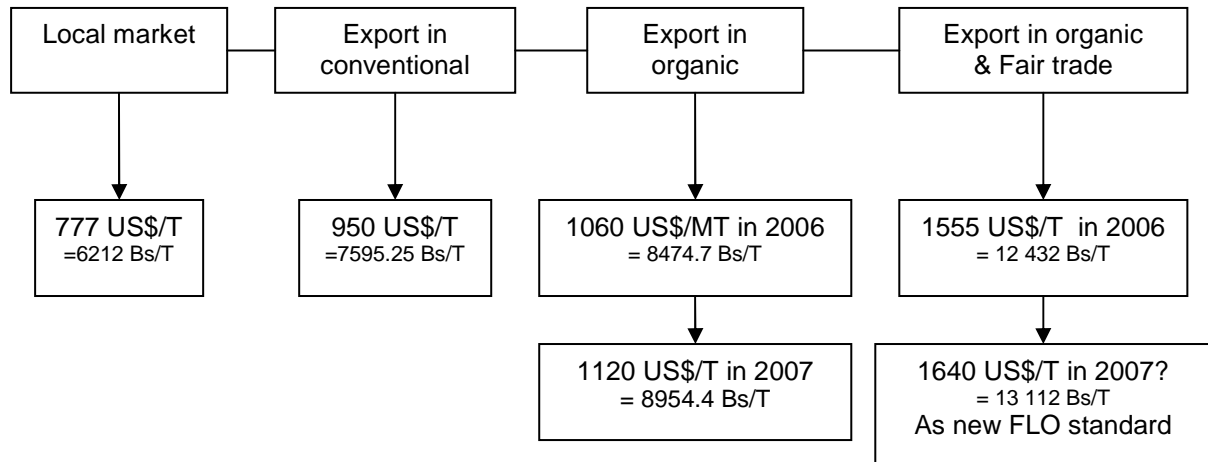 Local market
Export in
conventional
Export in
organic
Export in organic
& Fair trade
777 US$/T
=6212 Bs/T
950 US$/T
=7595.25 Bs/T
1060 US$/MT in 2006
= 8474.7 Bs/T
1555 US$/T in 2006
= 12 432 Bs/T
1120 US$/T in 2007
= 8954.4 Bs/T
1640 US$/T in 2007?
= 13 112 Bs/T
As new FLO standard